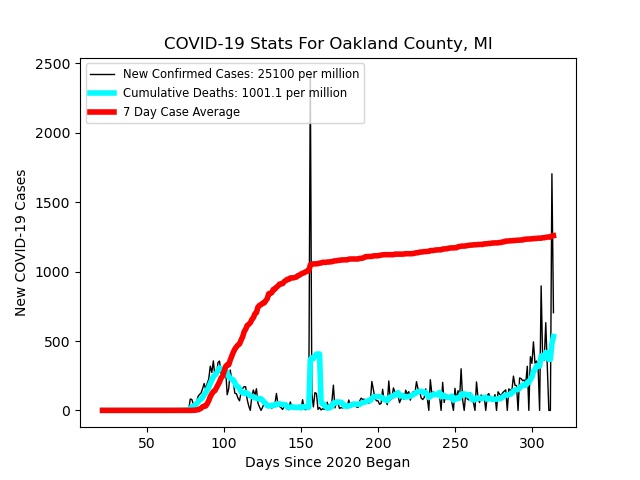 COVID-19 Stats For Oakland County, MI
New Confirmed Cases: 25100 per million
Cumulative Deaths: 1001.1 per million
7 Day Case Average
New COVID-19 Cases
2500
2000
1500
1000
500
0
50 100 150 200 250 300
Days Since 2020 Began